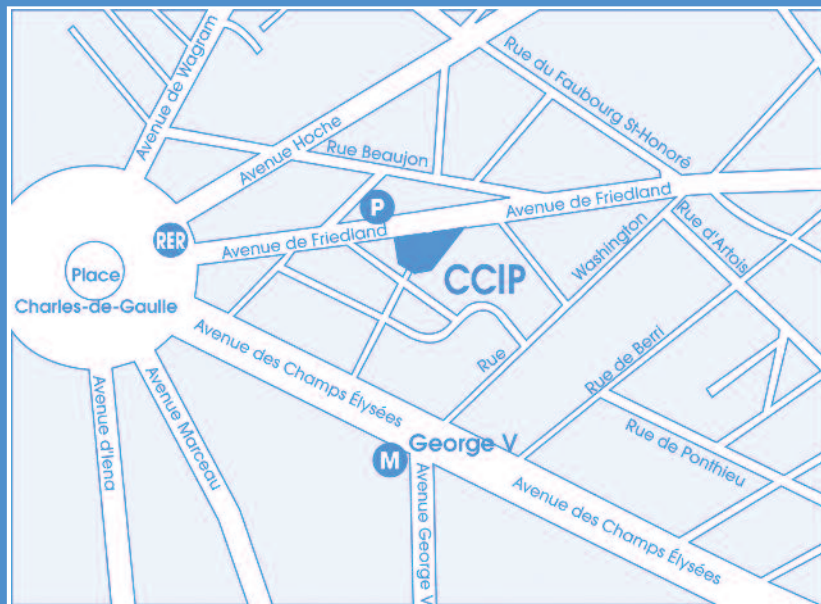 Avenue de Wagram
Avenue Hoche
Rue du Faubourg St-Honoré
Rue Beaujon
P
Avenue de Friedland
RER
Avenue de Friedland
Washington
Rue d'Artois
Place
Charles-de-Gaulle
CCIP
Avenue des Champs Élysées
Rue
Rue de Berri
Avenue d'Iena
Avenue Marceau
George V
M
Rue de Ponthieu
Avenue George V
Avenue des Champs Élysées